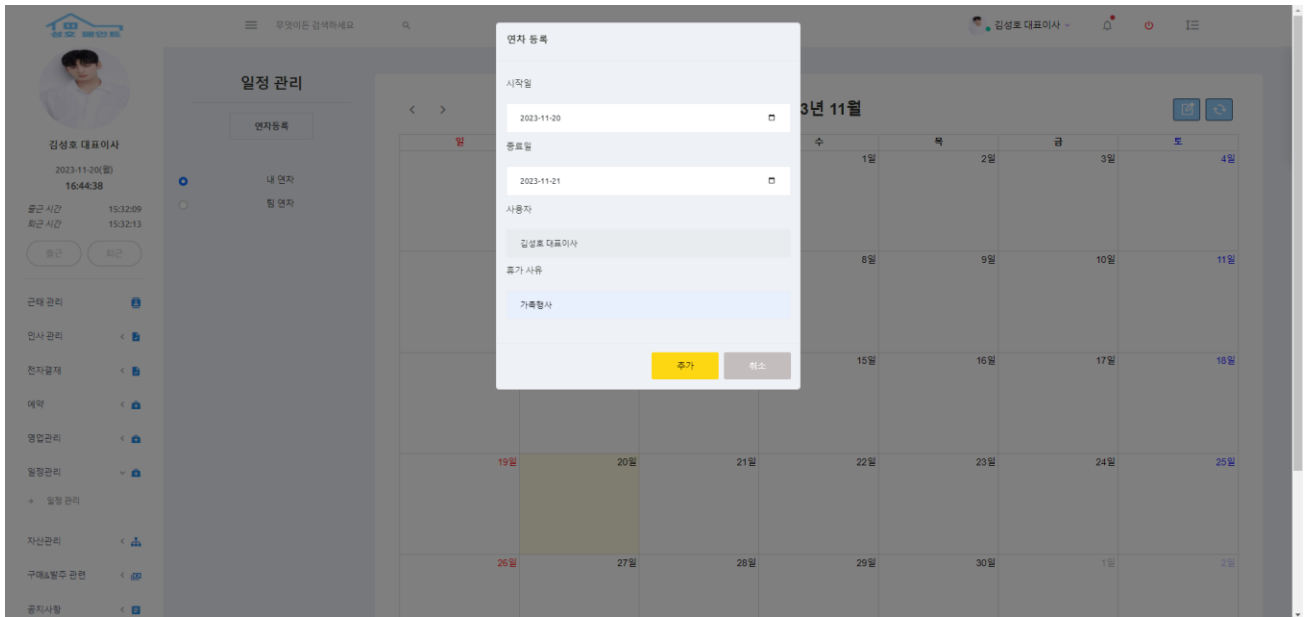 성호 페인트
무엇이든 검색하세요
김성호 대표이사
김성호 대표이사
2023-11-20(월)
16:44:38
출근 시간 15:32:09
퇴근 시간 15:32:13
출근 퇴근
근태 관리
인사 관리
전자결재
예약
영업관리
일정관리
일정 관리
자산관리
구매&발주 관련
공지사항
일정 관리
연차등록
내 연차
팀 연차
연차 등록
시작일
2023-11-20
종료일
2023-11-21
사용자
김성호 대표이사
휴가 사유
가족행사
추가 취소
3년 11월
일 수 목 금 토
1일 2일 3일 4일
8일 9일 10일 11일
15일 16일 17일 18일
19일 20일 21일 22일 23일 24일 25일
26일 27일 28일 29일 30일 1일 2일